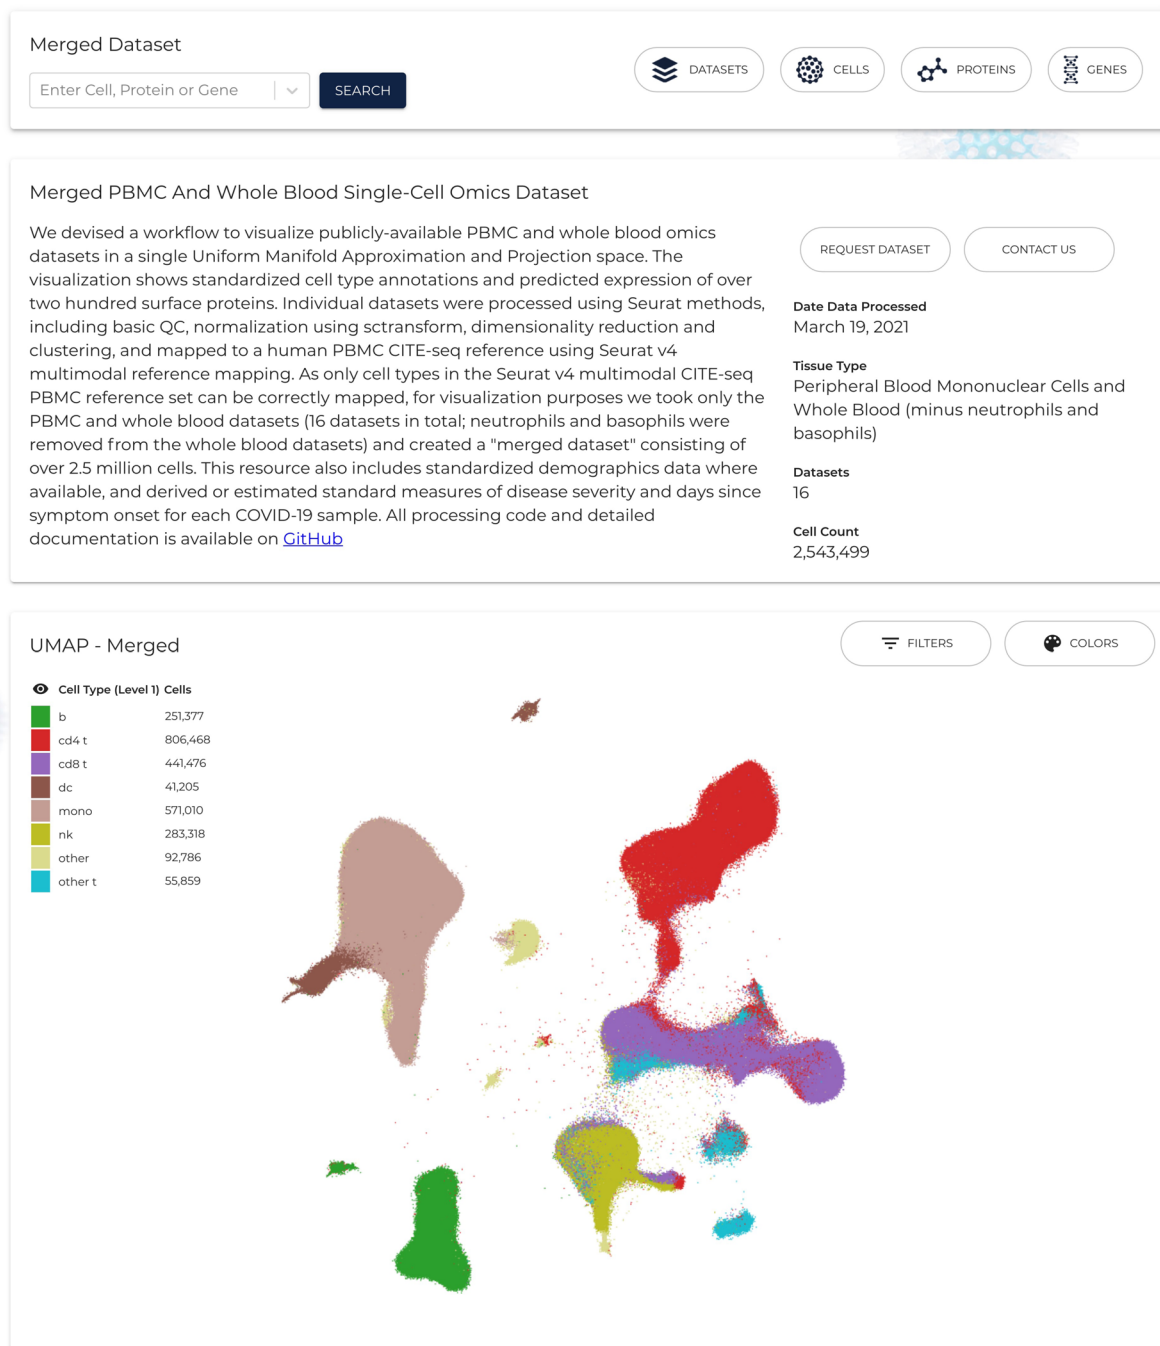 Merged Dataset
Enter Cell, Protein or Gene
SEARCH
DATASETS
CELLS
PROTEINS
GENES
Merged PBMC And Whole Blood Single-Cell Omics Dataset
We devised a workflow to visualize publicly-available PBMC and whole blood omics
datasets in a single Uniform Manifold Approximation and Projection space. The
visualization shows standardized cell type annotations and predicted expression of over
two hundred surface proteins. Individual datasets were processed using Seurat methods,
including basic QC, normalization using sctransform, dimensionality reduction and
clustering, and mapped to a human PBMC CITE-seq reference using Seurat v4
multimodal reference mapping. As only cell types in the Seurat v4 multimodal CITE-seq
PBMC reference set can be correctly mapped, for visualization purposes we took only the
PBMC and whole blood datasets (16 datasets in total; neutrophils and basophils were
removed from the whole blood datasets) and created a "merged dataset" consisting of
over 2.5 million cells. This resource also includes standardized demographics data where
available, and derived or estimated standard measures of disease severity and days since
symptom onset for each COVID-19 sample. All processing code and detailed
documentation is available on GitHub
REQUEST DATASET
CONTACT US
Date Data Processed
March 19, 2021
Tissue Type
Peripheral Blood Mononuclear Cells and
Whole Blood (minus neutrophils and
basophils)
Datasets
16
Cell Count
2,543,499
UMAP - Merged
FILTERS
COLORS
Cell Type (Level 1) Cells
b 251,377
cd4 t 806,468
cd8 t 441,476
dc 41,205
mono 571,010
nk 283,318
other 92,786
other t 55,859